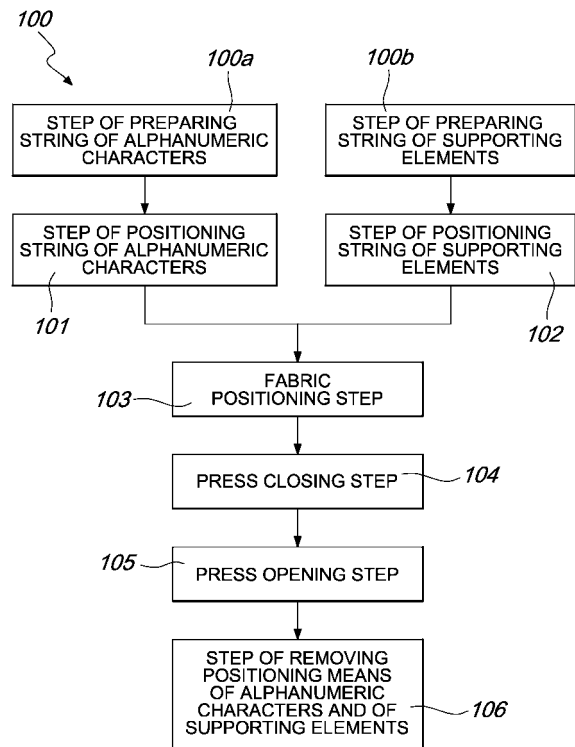 100
100a
100b
STEP OF PREPARING
STRING OF ALPHANUMERIC
CHARACTERS
STEP OF PREPARING
STRING OF SUPPORTING
ELEMENTS
STEP OF POSITIONING
STRING OF ALPHANUMERIC
CHARACTERS
STEP OF POSITIONING
STRING OF SUPPORTING
ELEMENTS
101
102
FABRIC
POSITIONING STEP
103
PRESS CLOSING STEP
104
105
PRESS OPENING STEP
STEP OF REMOVING
POSITIONING MEANS
OF ALPHANUMERIC
CHARACTERS AND OF
SUPPORTING ELEMENTS
106